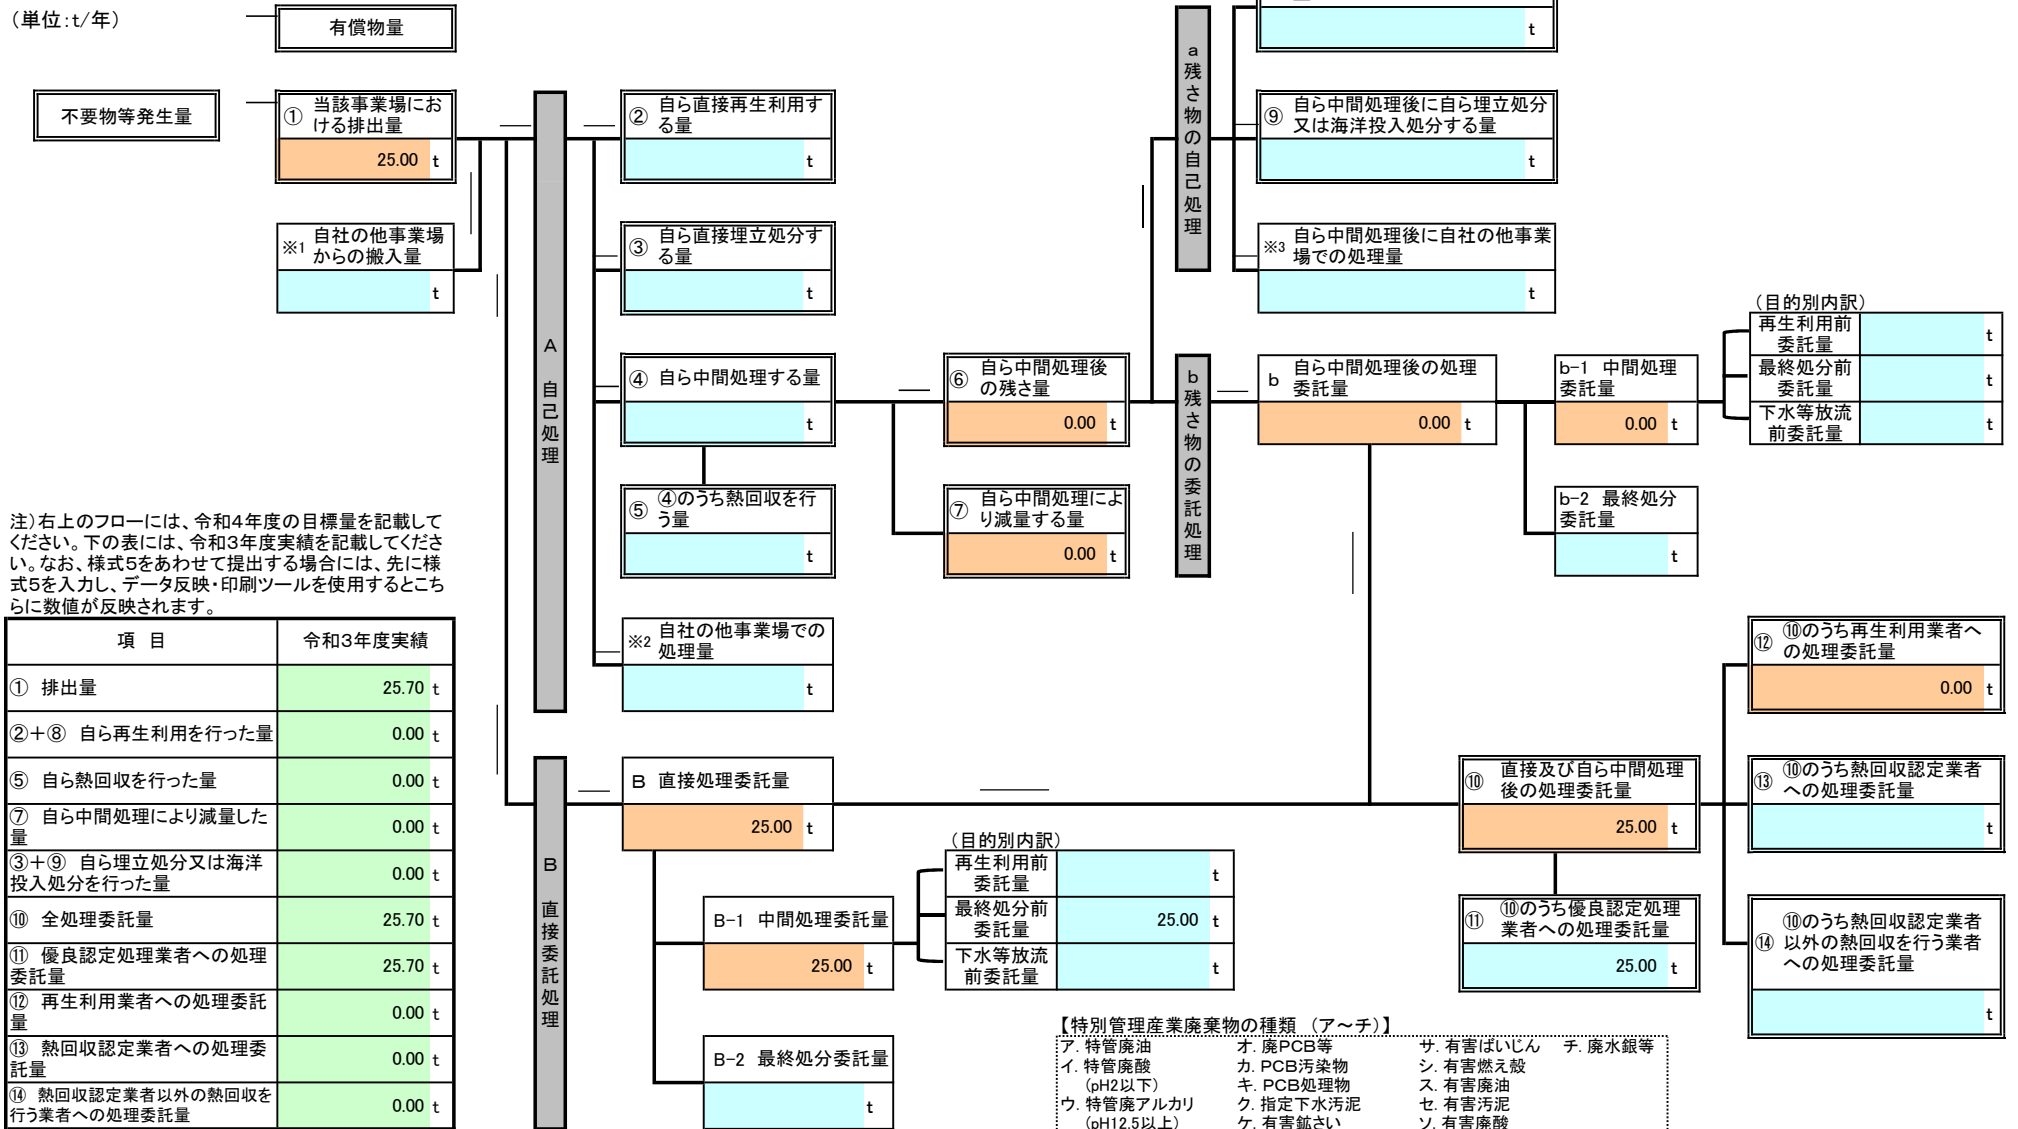 （単位：t/年）
有償物量
t
不要物等発生量
① 当該事業場にお
ける排出量
25.00 t
※1 自社の他事業場
からの搬入量
t
A 自己処理
② 自ら直接再生利用す
る量
t
③ 自ら直接埋立処分す
る量
t
④ 自ら中間処理する量
t
⑤ ④のうち熱回収を行
う量
t
※2 自社の他事業場での
処理量
t
⑥ 自ら中間処理後
の残さ量
0.00 t
⑦ 自ら中間処理によ
り減量する量
0.00 t
a 残さ物の自己処理
⑨ 自ら中間処理後に自ら埋立処分
又は海洋投入処分する量
t
※3 自ら中間処理後に自社の他事業
場での処理量
t
b 残さ物の委託処理
b 自ら中間処理後の処理
委託量
0.00 t
b-1 中間処理
委託量
0.00 t
b-2 最終処分
委託量
t
（目的別内訳）
再生利用前
委託量
t
最終処分前
委託量
t
下水等放流
前委託量
t
注）右上のフローには、令和4年度の目標量を記載して
ください。下の表には、令和3年度実績を記載してくださ
い。なお、様式5をあわせて提出する場合には、先に様
式5を入力し、データ反映・印刷ツールを使用するとこち
らに数値が反映されます。
項 目 令和3年度実績
① 排出量 25.70 t
②＋⑧ 自ら再生利用を行った量 0.00 t
⑤ 自ら熱回収を行った量 0.00 t
⑦ 自ら中間処理により減量した
量 0.00 t
③＋⑨ 自ら埋立処分又は海洋
投入処分を行った量 0.00 t
⑩ 全処理委託量 25.70 t
⑪ 優良認定処理業者への処理
委託量 25.70 t
⑫ 再生利用業者への処理委託
量 0.00 t
⑬ 熱回収認定業者への処理委
託量 0.00 t
⑭ 熱回収認定業者以外の熱回収を
行う業者への処理委託量 0.00 t
B 直接委託処理
B 直接処理委託量
25.00 t
B-1 中間処理委託量
25.00 t
B-2 最終処分委託量
t
（目的別内訳）
再生利用前
委託量
t
最終処分前
委託量
25.00 t
下水等放流
前委託量
t
⑩ 直接及び自ら中間処理
後の処理委託量
25.00 t
⑪ ⑩のうち優良認定処理
業者への処理委託量
25.00 t
⑫ ⑩のうち再生利用業者へ
の処理委託量
0.00 t
⑬ ⑩のうち熱回収認定業者
への処理委託量
t
⑭ ⑩のうち熱回収認定業者
以外の熱回収を行う業者
への処理委託量
t
【特別管理産業廃棄物の種類 （ア～チ）】
ア. 特管廃油 オ. 廃PCB等 サ. 有害ばいじん チ. 廃水銀等
イ. 特管廃酸 カ. PCB汚染物 シ. 有害燃え殻
（pH2以下） キ. PCB処理物 ス. 有害廃油
ウ. 特管廃アルカリ ク. 指定下水汚泥 セ. 有害汚泥
（pH12.5以上） ケ. 有害鉱さい ソ. 有害廃酸